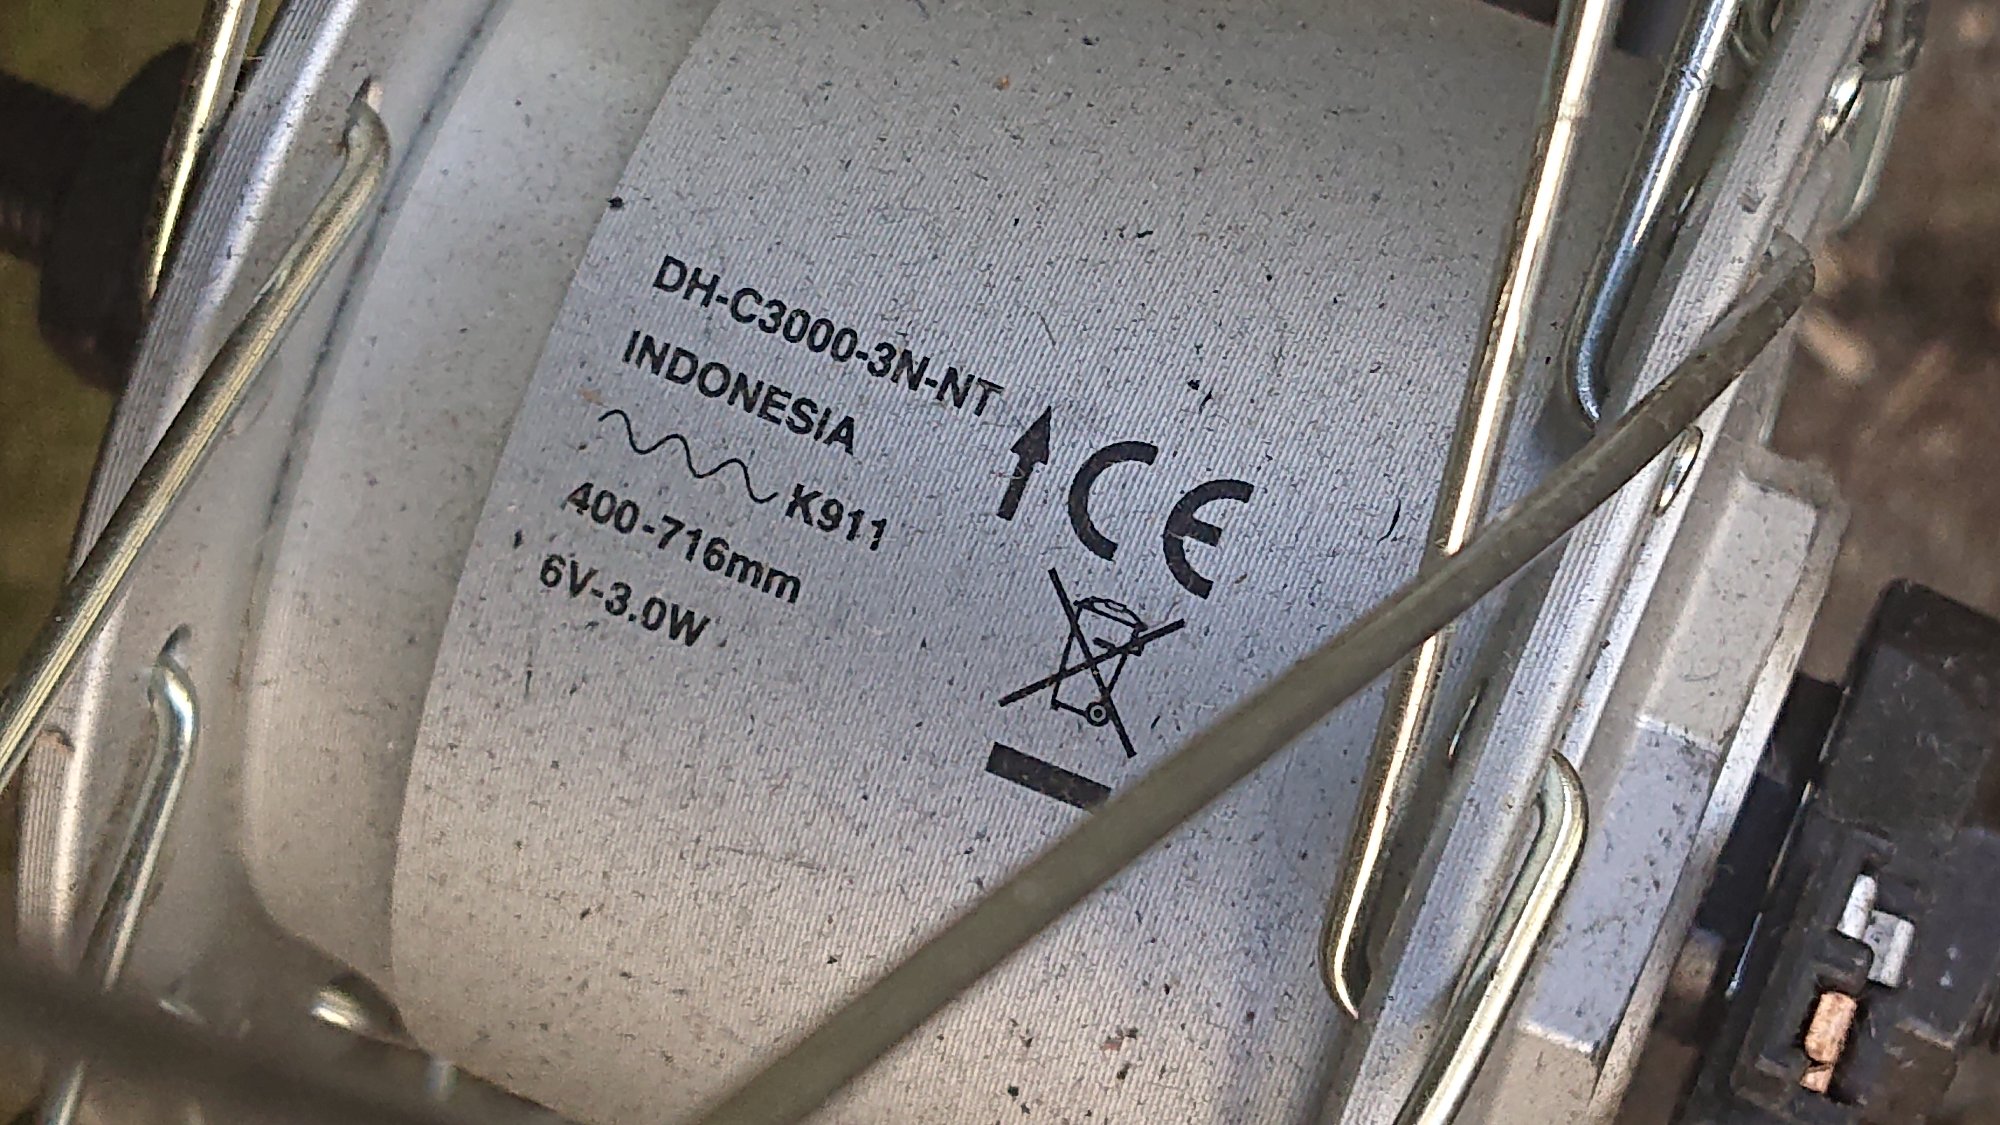 DH-C3000-3N-NT
INDONESIA
K911
400-716mm
6V-3.0W
CE